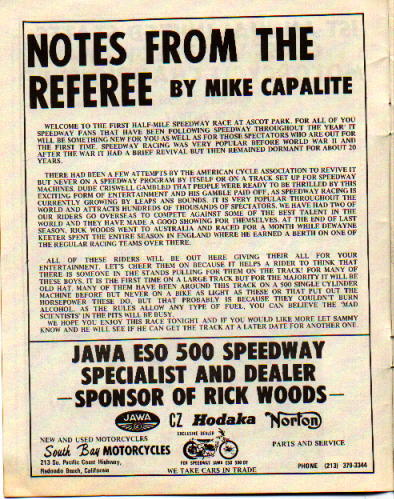 NOTES FROM THE
REFEREE BY MIKE CAPALITE
WELCOME TO THE FIRST HALF-MILE SPEEDWAY RACE AT ASCOT PARK. FOR ALL OF YOU
SPEEDWAY FANS THAT HAVE BEEN FOLLOWING SPEEDWAY THROUGHOUT THE YEAR IT
WILL BE SOMETHING NEW FOR YOU AS WELL AS FOR THOSE SPECTATORS WHO ARE OUT FOR
THE FIRST TIME. SPEEDWAY RACING WAS VERY POPULAR BEFORE WORLD WAR II AND
AFTER THE WAR IT HAD A BRIEF REVIVAL BUT THEN REMAINED DORMANT FOR ABOUT 20
YEARS.
THERE HAD BEEN A FEW ATTEMPTS BY THE AMERICAN CYCLE ASSOCIATION TO REVIVE IT
BUT NEVER ON A SPEEDWAY PROGRAM BY ITSELF OR ON A TRACK SET UP FOR SPEEDWAY
MACHINES. DUDE CRISWELL GAMBLED THAT PEOPLE WERE READY TO BE THRILLED BY THIS
EXCITING FORM OF ENTERTAINMENT AND HIS GAMBLE PAID OFF, AS SPEEDWAY RACING IS
CURRENTLY GROWING BY LEAPS AND BOUNDS. IT IS VERY POPULAR THROUGHOUT THE
WORLD AND ATTRACTS HUNDREDS OF THOUSANDS OF SPECTATORS. WE HAVE HAD TWO OF
OUR RIDERS GO OVERSEAS TO COMPETE AGAINST SOME OF THE BEST TALENT IN THE
WORLD AND THEY HAVE MADE A GOOD SHOWING FOR THEMSELVES. AT THE END OF LAST
SEASON, RICK WOODS WENT TO AUSTRALIA AND RACED FOR A MONTH WHILE DEWAYNE
KEETER SPENT THE ENTIRE SEASON IN ENGLAND WHERE HE EARNED A BERTH ON ONE OF
THE REGULAR RACING TEAMS OVER THERE.
ALL OF THESE RIDERS WILL BE OUT HERE GIVING THEIR ALL FOR YOUR
ENTERTAINMENT. LET'S CHEER THEM ON BECAUSE IT HELPS A RIDER TO THINK THAT
THERE IS SOMEONE IN THE STANDS PULLING FOR THEM ON THE TRACK! FOR MANY OF
THESE BOYS, IT IS THE FIRST TIME ON A LARGE TRACK BUT FOR THE MAJORITY IT WILL BE
OLD HAT. MANY OF THEM HAVE BEEN AROUND THIS TRACK ON A 500 SINGLE CYLINDER
MACHINE BEFORE BUT NEVER ON A BIKE AS LIGHT AS THESE OR THAT PUT OUT THE
HORSEPOWER THESE DO. BUT THAT PROBABLY IS BECAUSE THEY COULDN'T BURN
ALCOHOL. AS THE RULES ALLOW ANY TYPE OF FUEL, YOU CAN BELIEVE THE 'MAD
SCIENTISTS' IN THE PITS WILL BE BUSY.
WE HOPE YOU ENJOY THIS RACE TONIGHT AND IF YOU WOULD LIKE MORE LET SAMMY
KNOW AND HE WILL SEE IF HE CAN GET THE TRACK AT A LATER DATE FOR ANOTHER ONE.
JAWA ESO 500 SPEEDWAY
SPECIALIST AND DEALER
—SPONSOR OF RICK WOODS—
JAWA CZ Hodaka Norton
NEW AND USED MOTORCYCLES
South Bay MOTORCYCLES
213 So. Pacific Coast Highway,
Redondo Beach, California
EXCLUSIVE DEALER
FOR SPEEDWAY JAWA ESO 500 DT
WE TAKE CARS IN TRADE
PARTS AND SERVICE
PHONE (213) 370-3344